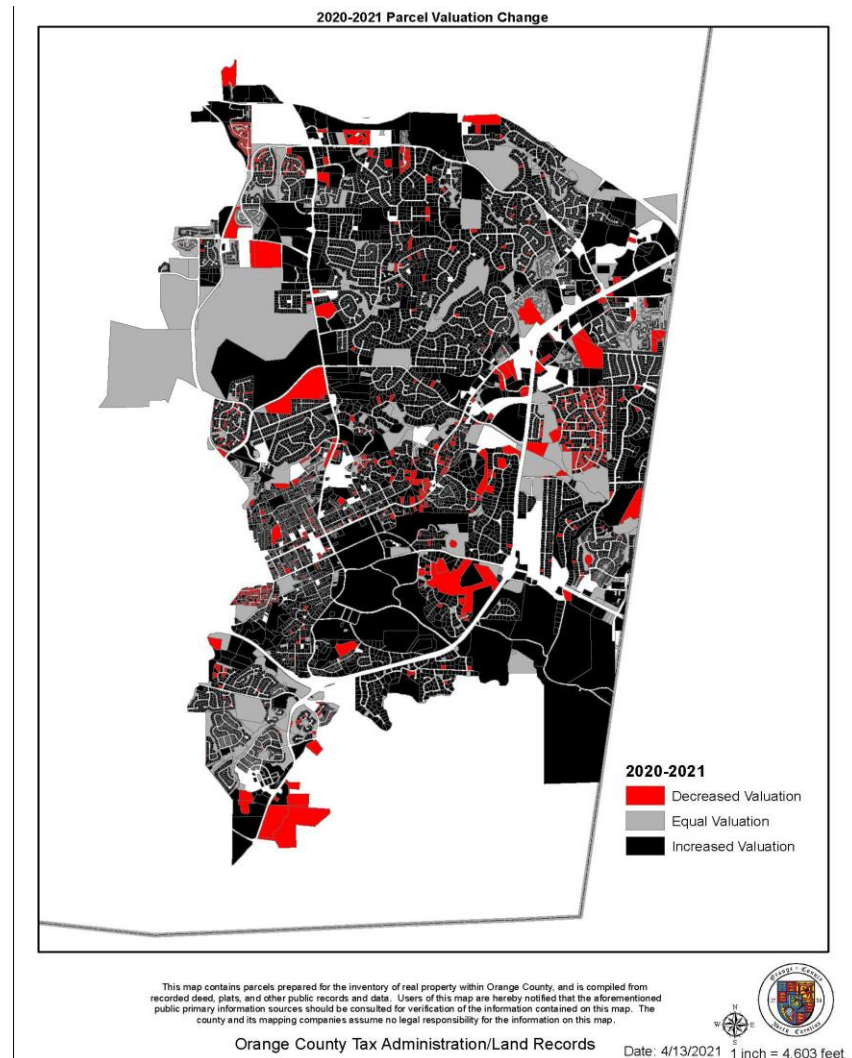 2020-2021 Parcel Valuation Change
2020-2021
Decreased Valuation
Equal Valuation
Increased Valuation
This map contains parcels prepared for the inventory of real property within Orange County, and is compiled from
recorded deed, plats, and other public records and data. Users of this map are hereby notified that the aforementioned
public primary information sources should be consulted for verification of the information contained on this map. The
county and its mapping companies assume no legal responsibility for the information on this map.
Orange County Tax Administration/Land Records
N
W E
S
Orange County
North Carolina
Date: 4/13/2021 1 inch = 4,603 feet